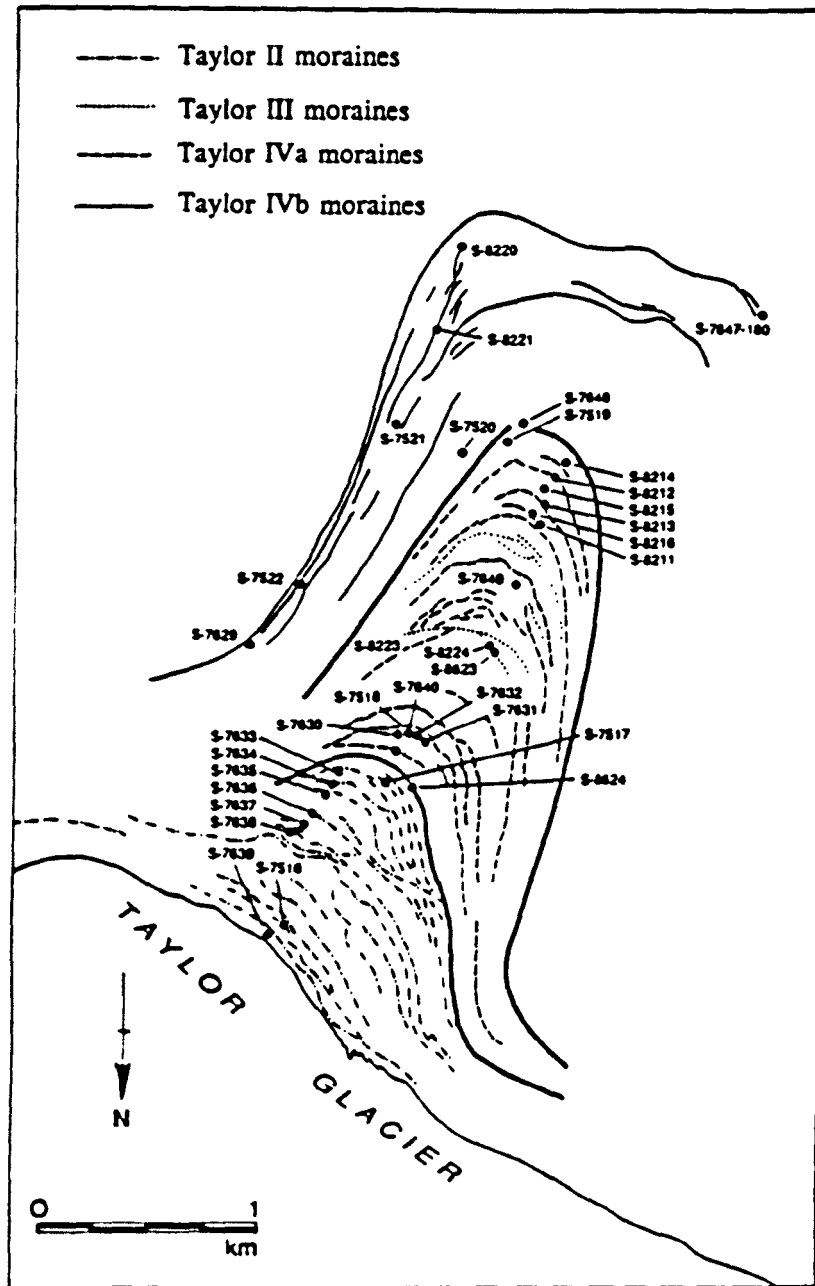 Taylor II moraines
Taylor III moraines
Taylor IVa moraines
Taylor IVb moraines
S-8220
S-7647-180
S-8221
S-7648
S-7519
S-7520
S-7521
S-8214
S-8212
S-8215
S-8213
S-8216
S-8211
S-7522
S-7649
S-7629
S-8223
S-8224
S-8623
S-7518
S-7640
S-7632
S-7630
S-7631
S-7633
S-7517
S-7634
S-7635
S-8624
S-7636
S-7637
S-7638
S-7639
S-7516
TAYLOR
GLACIER
N
0 1
km